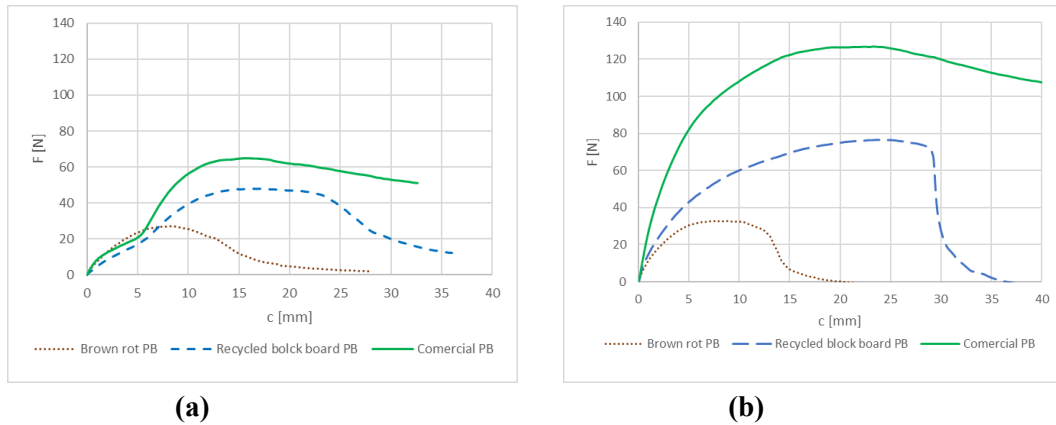 140
120
100
80
60
40
20
0
F [N]
0 5 10 15 20 25 30 35 40
c [mm]
Brown rot PB Recycled bolck board PB Comercial PB
(a)
140
120
100
80
60
40
20
0
F [N]
0 5 10 15 20 25 30 35 40
c [mm]
Brown rot PB Recycled block board PB Comercial PB
(b)